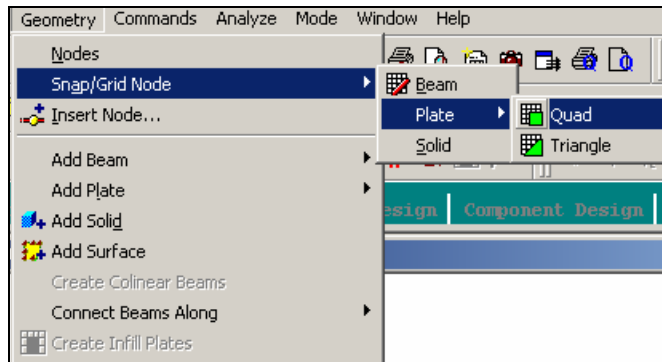 Geometry Commands Analyze Mode Window Help
Nodes
Snap/Grid Node
Beam
Insert Node...
Plate
Quad
Solid
Triangle
Add Beam
Add Plate
esign Component Design
Add Solid
Add Surface
Create Colinear Beams
Connect Beams Along
Create Infill Plates